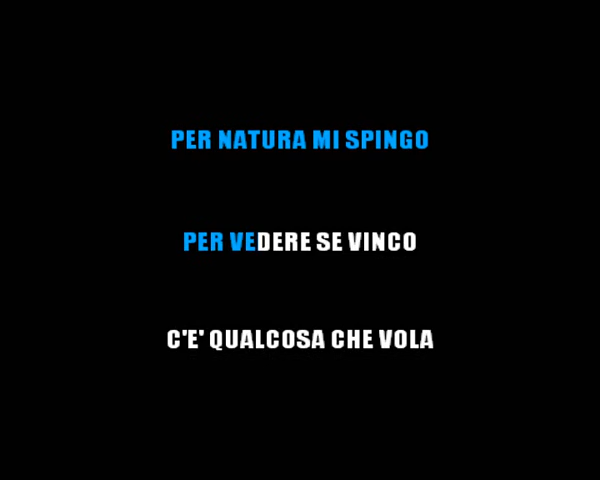 PER NATURA MI SPINGO
PER VEDERE SE VINCO
C'E' QUALCOSA CHE VOLA